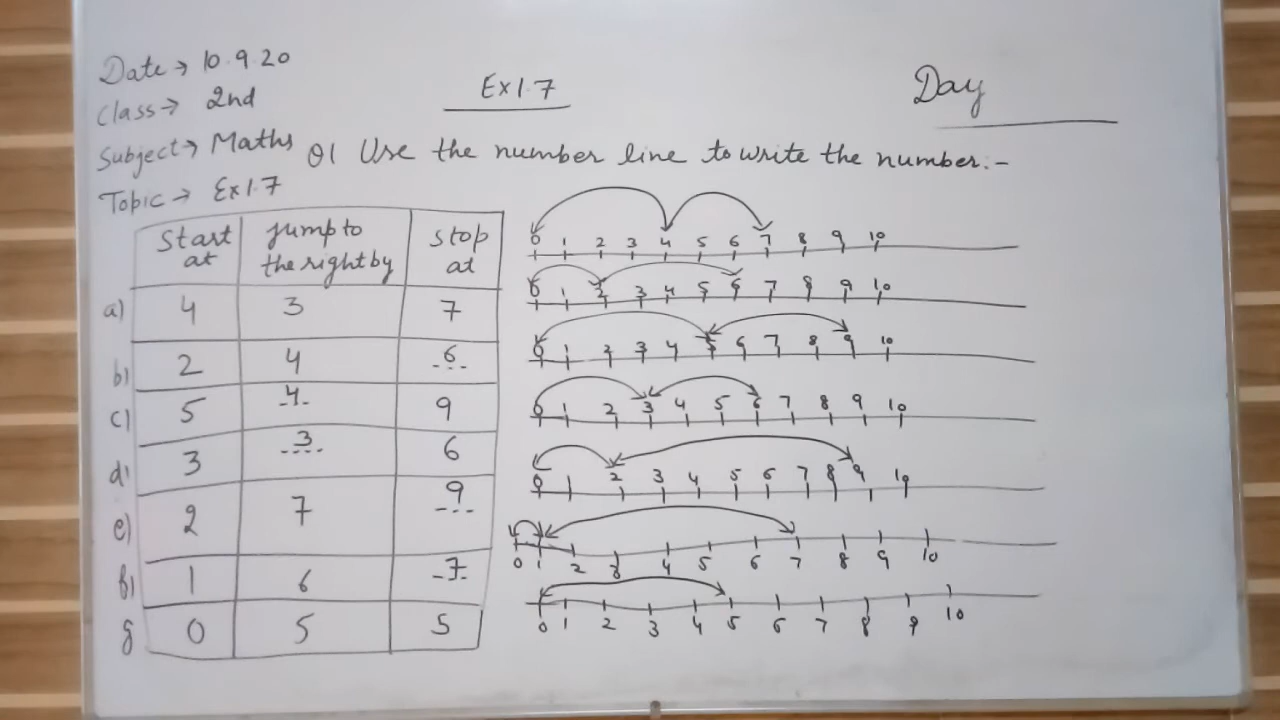 Date → 10.9.20
Class → 2nd
Ex 1.7
Day
Subject → Maths
Q1 Use the number line to write the number:-
Topic → Ex 1.7
Start at jump to the right by stop at
a) 4 3 7
b) 2 4 6
c) 5 4 9
d) 3 3 6
e) 2 7 9
f) 1 6 7
g 0 5 5
0 1 2 3 4 5 6 7 8 9 10
0 1 2 3 4 5 6 7 8 9 10
0 1 2 3 4 5 6 7 8 9 10
0 1 2 3 4 5 6 7 8 9 10
0 2 3 4 5 6 7 8 9 10
0 1 2 3 4 5 6 7 8 9 10
0 1 2 3 4 5 6 7 8 9 10